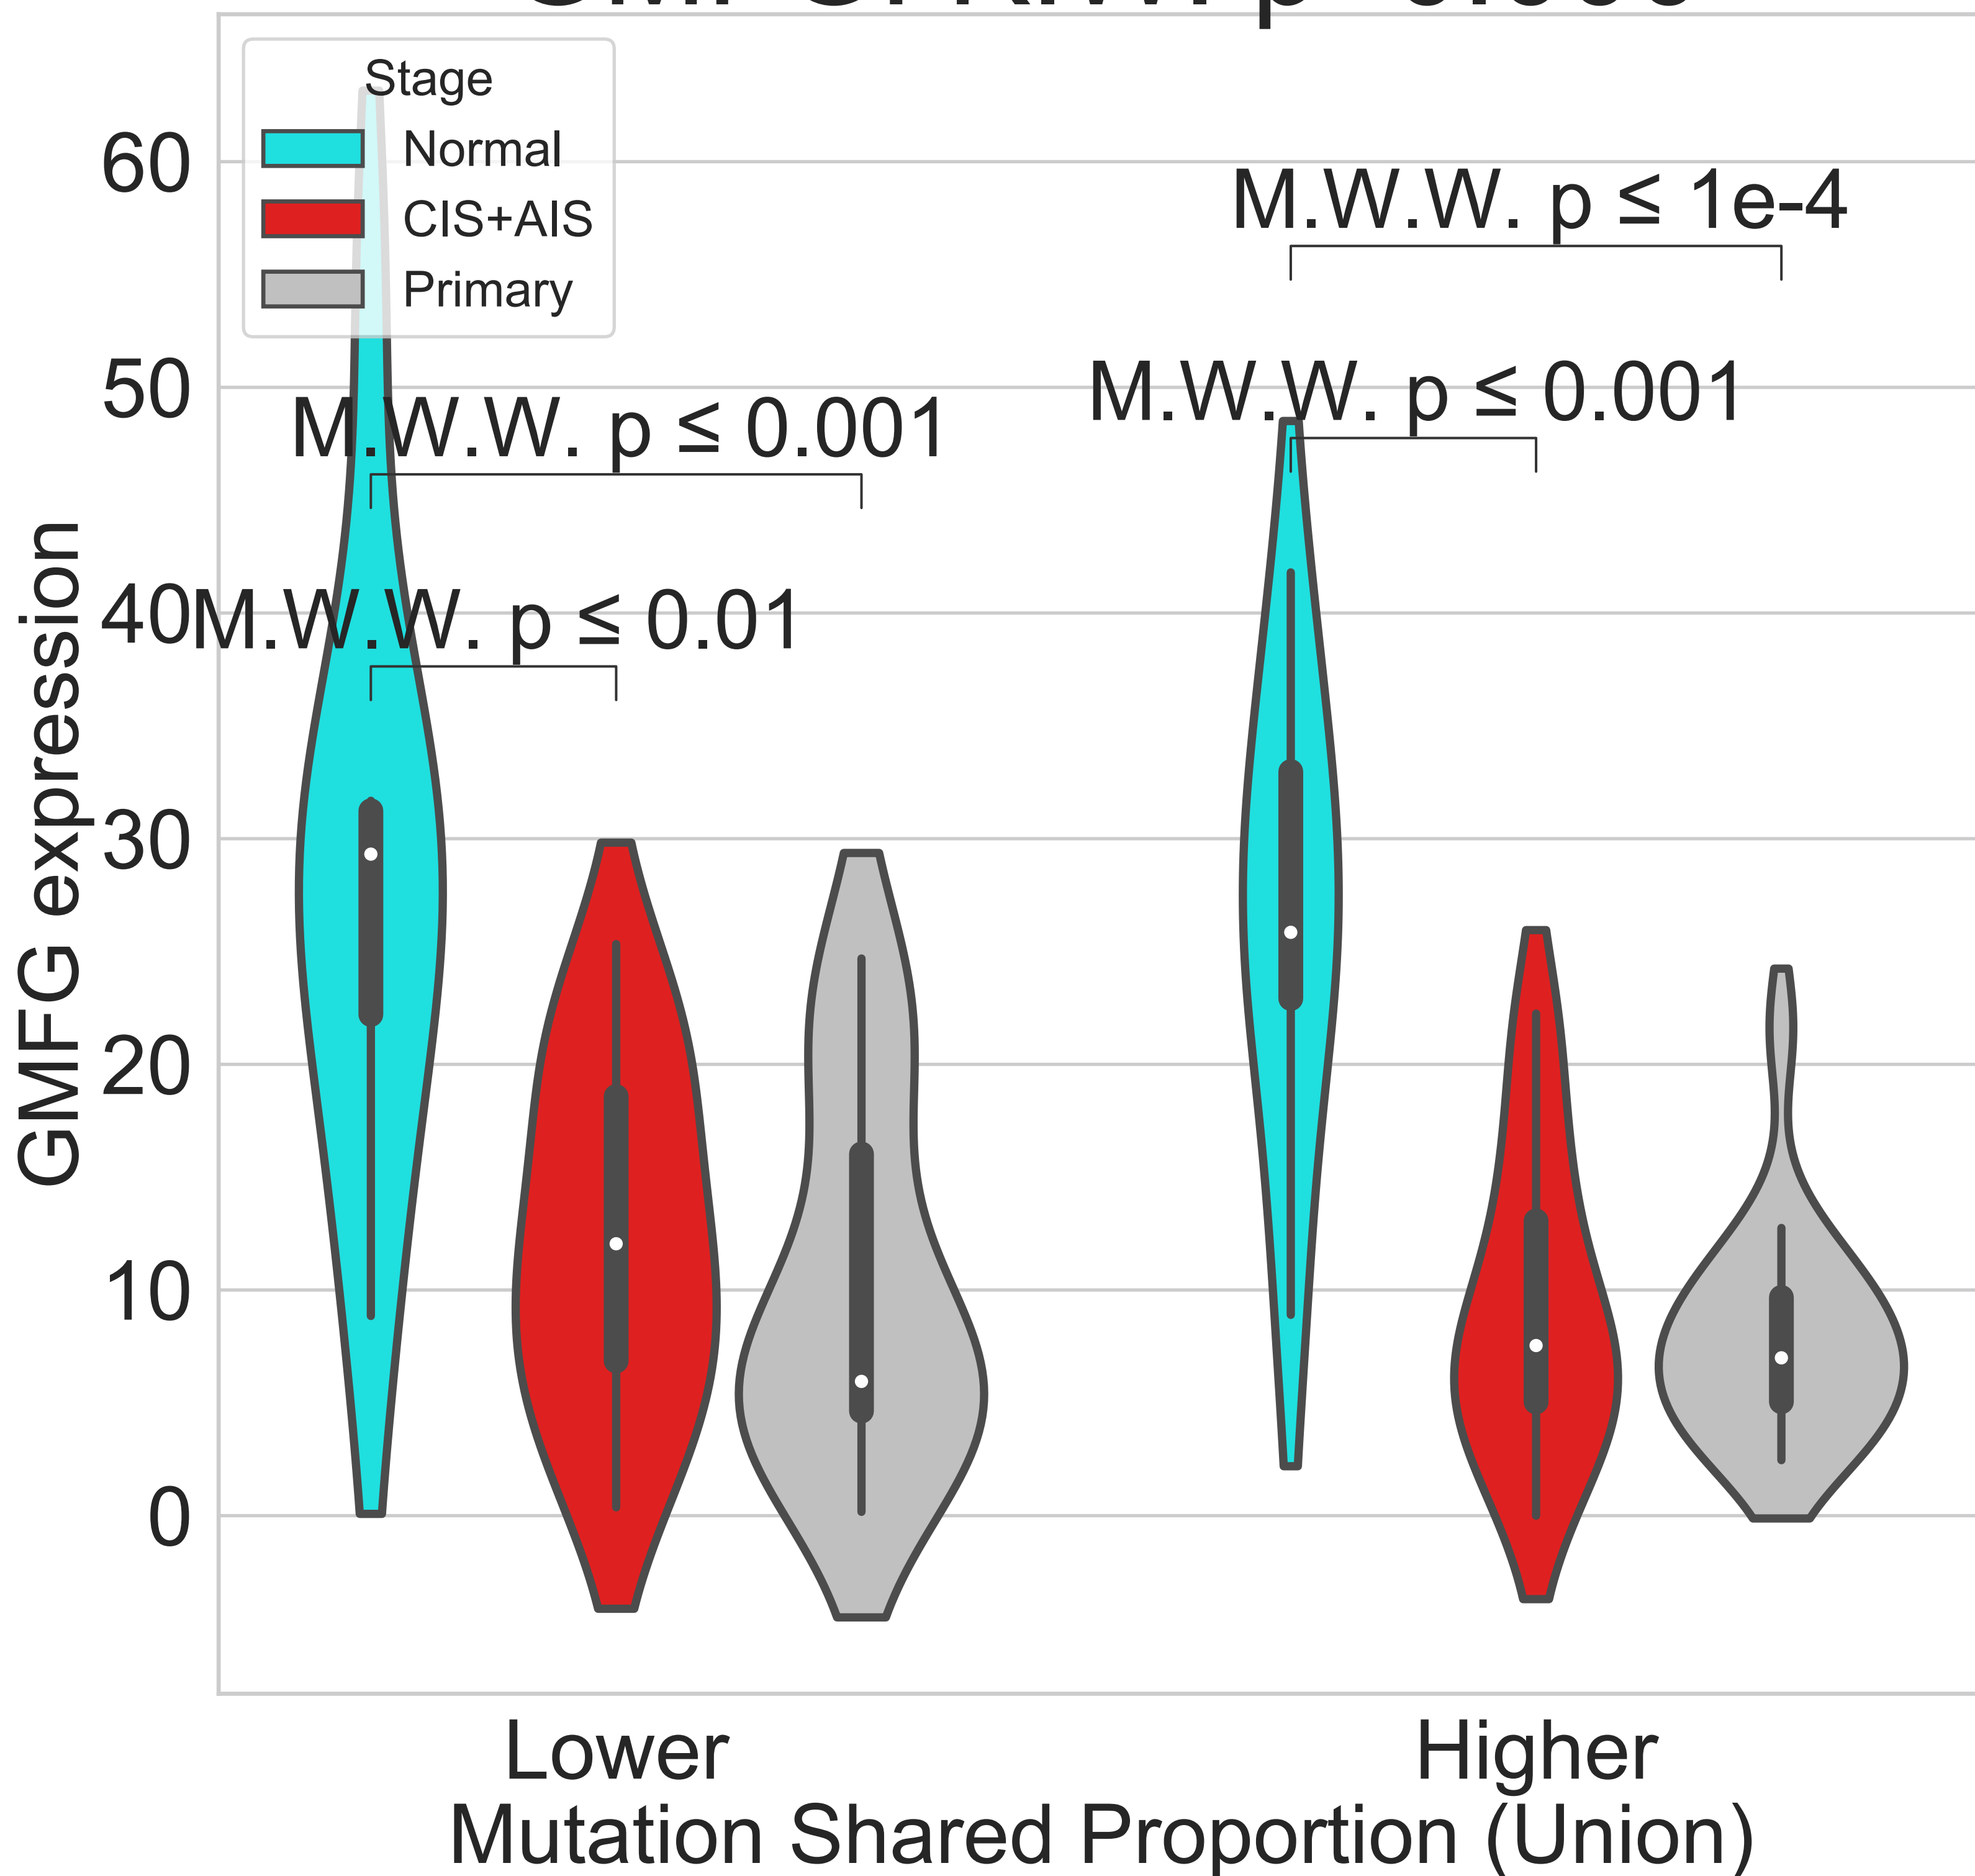 Stage
Normal
CIS+AIS
Primary
60
50
40
30
20
10
0
GMFG expression
M.W.W. p ≤ 1e-4
M.W.W. p ≤ 0.001
M.W.W. p ≤ 0.001
M.W.W. p ≤ 0.01
Lower
Higher
Mutation Shared Proportion (Union)